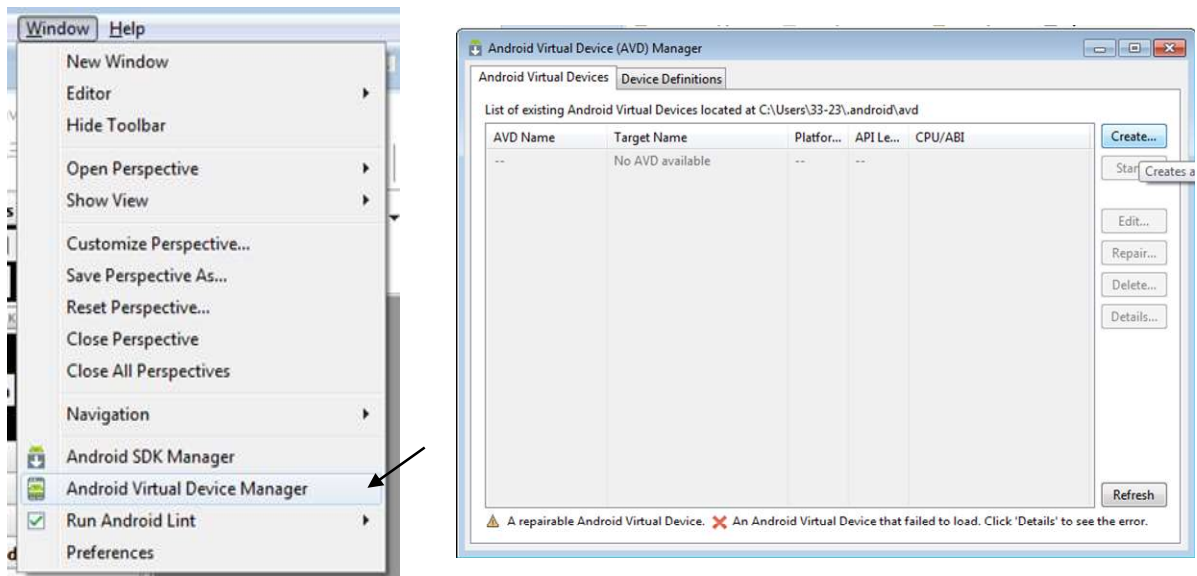 Window Help
New Window
Editor
Hide Toolbar
Open Perspective
Show View
Customize Perspective...
Save Perspective As...
Reset Perspective...
Close Perspective
Close All Perspectives
Navigation
Android SDK Manager
Android Virtual Device Manager
Run Android Lint
Preferences
Android Virtual Device (AVD) Manager
Android Virtual Devices Device Definitions
List of existing Android Virtual Devices located at C:\Users\33-23\.android\avd
AVD Name Target Name Platfor... API Le... CPU/ABI
-- No AVD available -- --
Create...
Creates a
Edit...
Repair...
Delete...
Details...
Refresh
A repairable Android Virtual Device. An Android Virtual Device that failed to load. Click 'Details' to see the error.